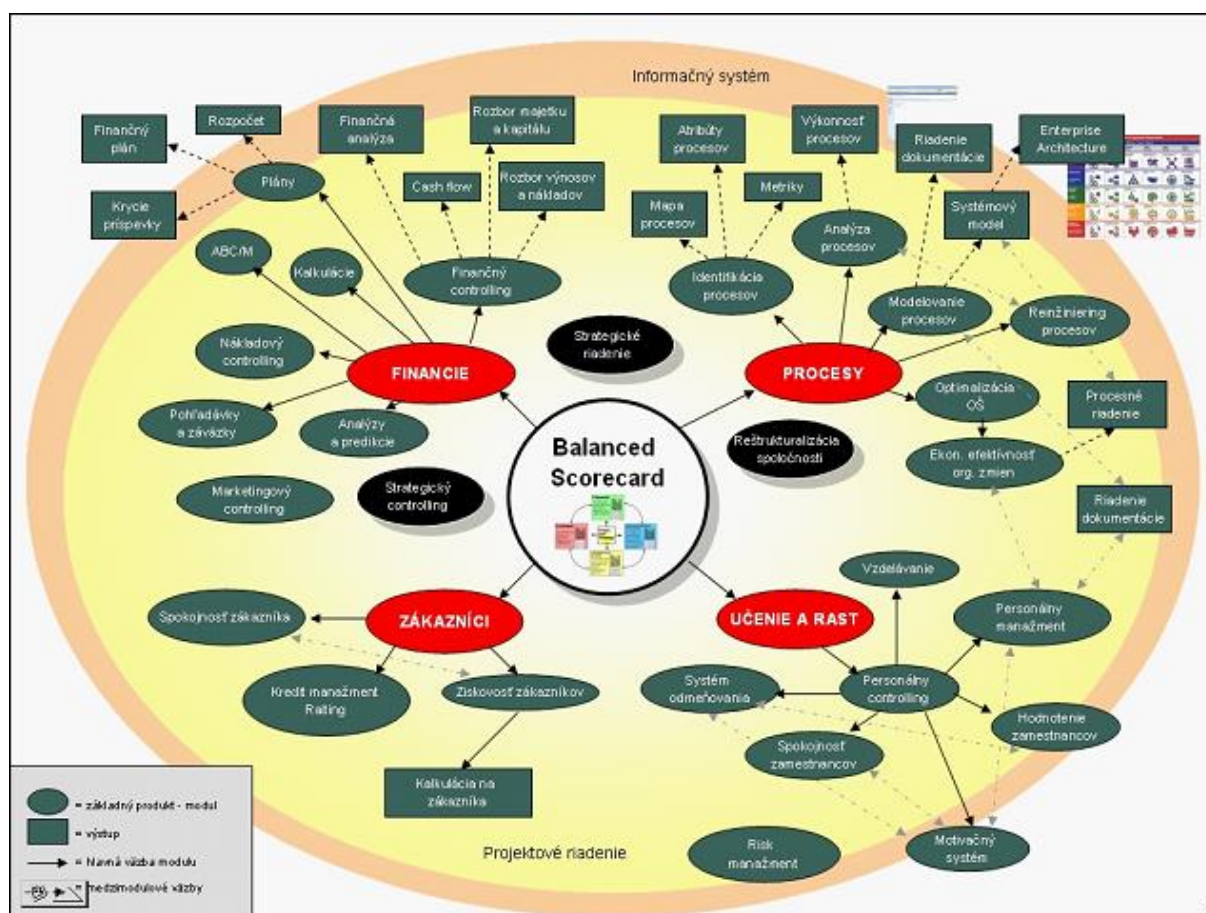 Informačný systém
Finančný
plán
Rozpočet
Finančná
analýza
Rozbor majetku
a kapitálu
Plány
Cash flow
Rozbor výnosov
a nákladov
Krycie
príspevky
ABC/M
Kalkulácie
Finančný
controlling
Nákladový
controlling
FINANCIE
Pohľadávky
a záväzky
Analýzy
a predikcie
Marketingový
controlling
Strategický
controlling
Strategické
riadenie
Atribúty
procesov
Výkonnosť
procesov
Riadenie
dokumentácie
Enterprise
Architecture
Mapa
procesov
Metriky
Analýza
procesov
Systémový
model
Identifikácia
procesov
Modelovanie
procesov
Reinžiniering
procesov
PROCESY
Optimalizácia
OŠ
Procesné
riadenie
Reštrukturalizácia
spoločnosti
Ekon. efektívnosť
org. zmien
Riadenie
dokumentácie
Balanced
Scorecard
Spokojnosť zákazníka
ZÁKAZNÍCI
Kredit manažment
Raiting
Ziskovosť zákazníkov
Kalkulácia na
zákazníka
Vzdelávanie
UČENIE A RAST
Personálny
manažment
Systém
odmeňovania
Personálny
controlling
Hodnotenie
zamestnancov
Spokojnosť
zamestnancov
Motivačný
systém
Risk
manažment
Projektové riadenie
= základný produkt - modul
= výstup
= hlavná väzba modulu
= medzimodulové väzby